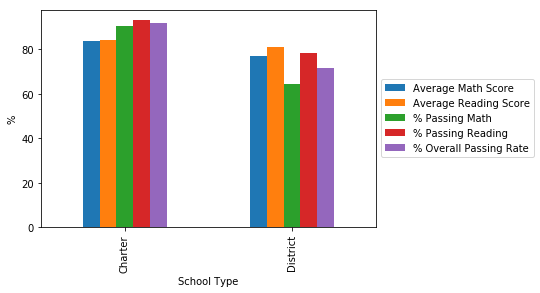 %
80
60
40
20
0
Charter
District
School Type
Average Math Score
Average Reading Score
% Passing Math
% Passing Reading
% Overall Passing Rate